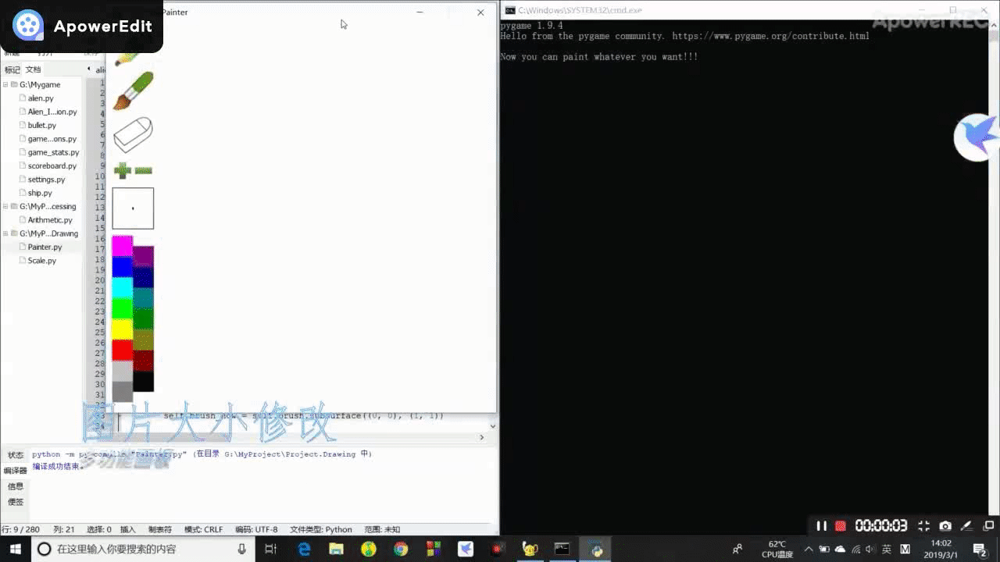 ApowerEdit
Painter
标记 文档
G:\Mygame
alien.py
Alien_I...ion.py
bullet.py
game...ons.py
game_stats.py
scoreboard.py
settings.py
ship.py
G:\MyP...cessing
Arithmetic.py
G:\MyP...Drawing
Painter.py
Scale.py
1
2
3
4
5
6
7
8
9
10
11
12
13
14
15
16
17
18
19
20
21
22
23
24
25
26
27
28
29
30
31
self.brush_now = self.brush.subsurface((0, 0), (1, 1))
图片大小修改
多功能画板
状态
编译器
信息
便签
python -m py_compile "Painter.py" (在目录 G:\MyProject\Project.Drawing 中)
编译成功结束。
行: 9 / 280 列: 21 选择: 0 插入 制表符 模式: CRLF 编码: UTF-8 文件类型: Python 范围: 未知
C:\Windows\SYSTEM32\cmd.exe
ApowerREC
pygame 1.9.4
Hello from the pygame community. https://www.pygame.org/contribute.html
Now you can paint whatever you want!!!
00:00:03
在这里输入你要搜索的内容
62℃
CPU温度
英
M
14:02
2019/3/1
2